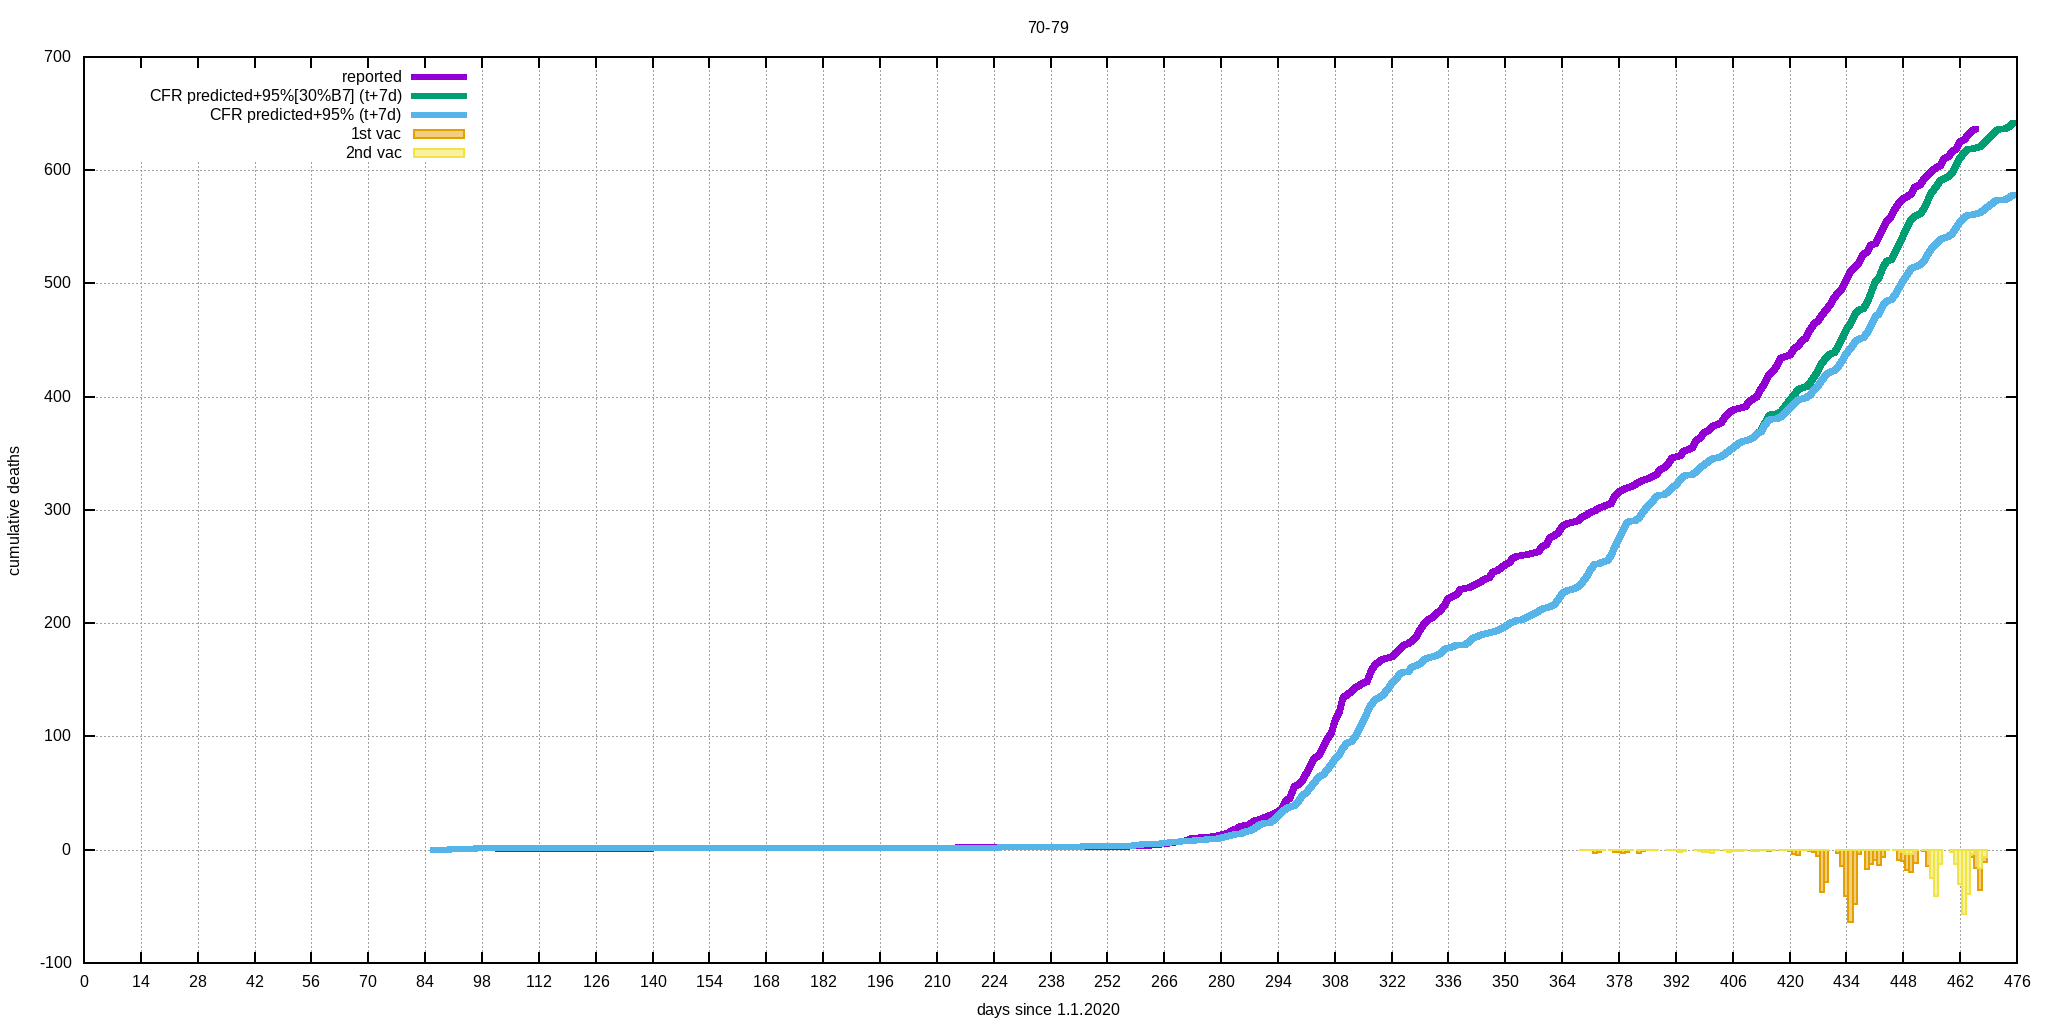 70-79
700
600
500
400
300
200
100
0
-100
cumulative deaths
reported
CFR predicted+95%[30%B7] (t+7d)
CFR predicted+95% (t+7d)
1st vac
2nd vac
0 14 28 42 56 70 84 98 112 126 140 154 168 182 196 210 224 238 252 266 280 294 308 322 336 350 364 378 392 406 420 434 448 462 476
days since 1.1.2020